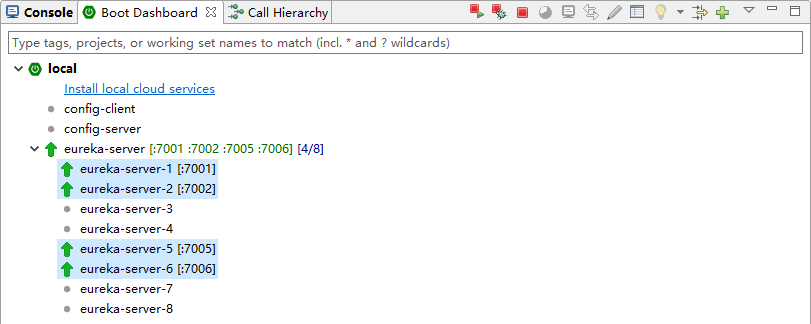 Console Boot Dashboard Call Hierarchy
Type tags, projects, or working set names to match (incl. * and ? wildcards)
local
Install local cloud services
config-client
config-server
eureka-server [:7001 :7002 :7005 :7006] [4/8]
eureka-server-1 [:7001]
eureka-server-2 [:7002]
eureka-server-3
eureka-server-4
eureka-server-5 [:7005]
eureka-server-6 [:7006]
eureka-server-7
eureka-server-8